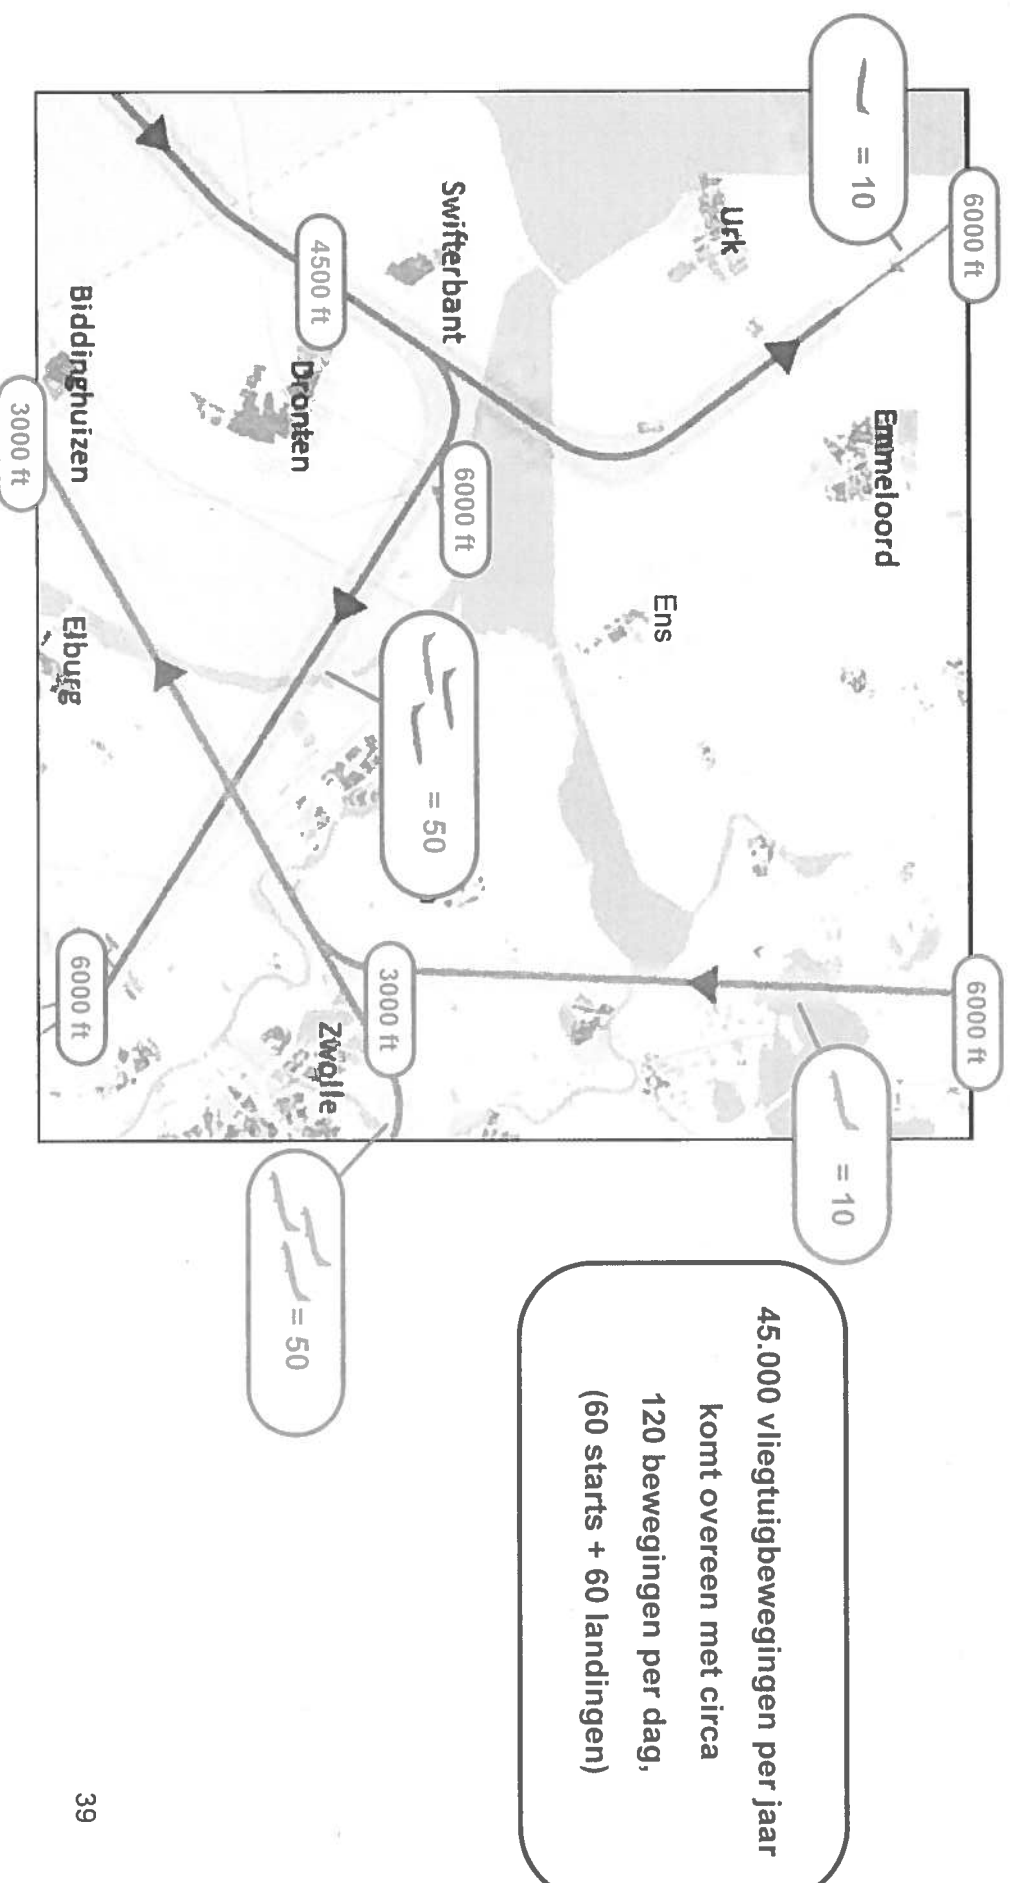 6000 ft
6000 ft
= 10
= 10
Urk
Emmeloord
Ens
Swifterbant
6000 ft
4500 ft
Dronten
= 50
3000 ft
Zwolle
= 50
Biddinghuizen
Elburg
6000 ft
3000 ft
45.000 vliegtuigbewegingen per jaar
komt overeen met circa
120 bewegingen per dag,
(60 starts + 60 landingen)
39